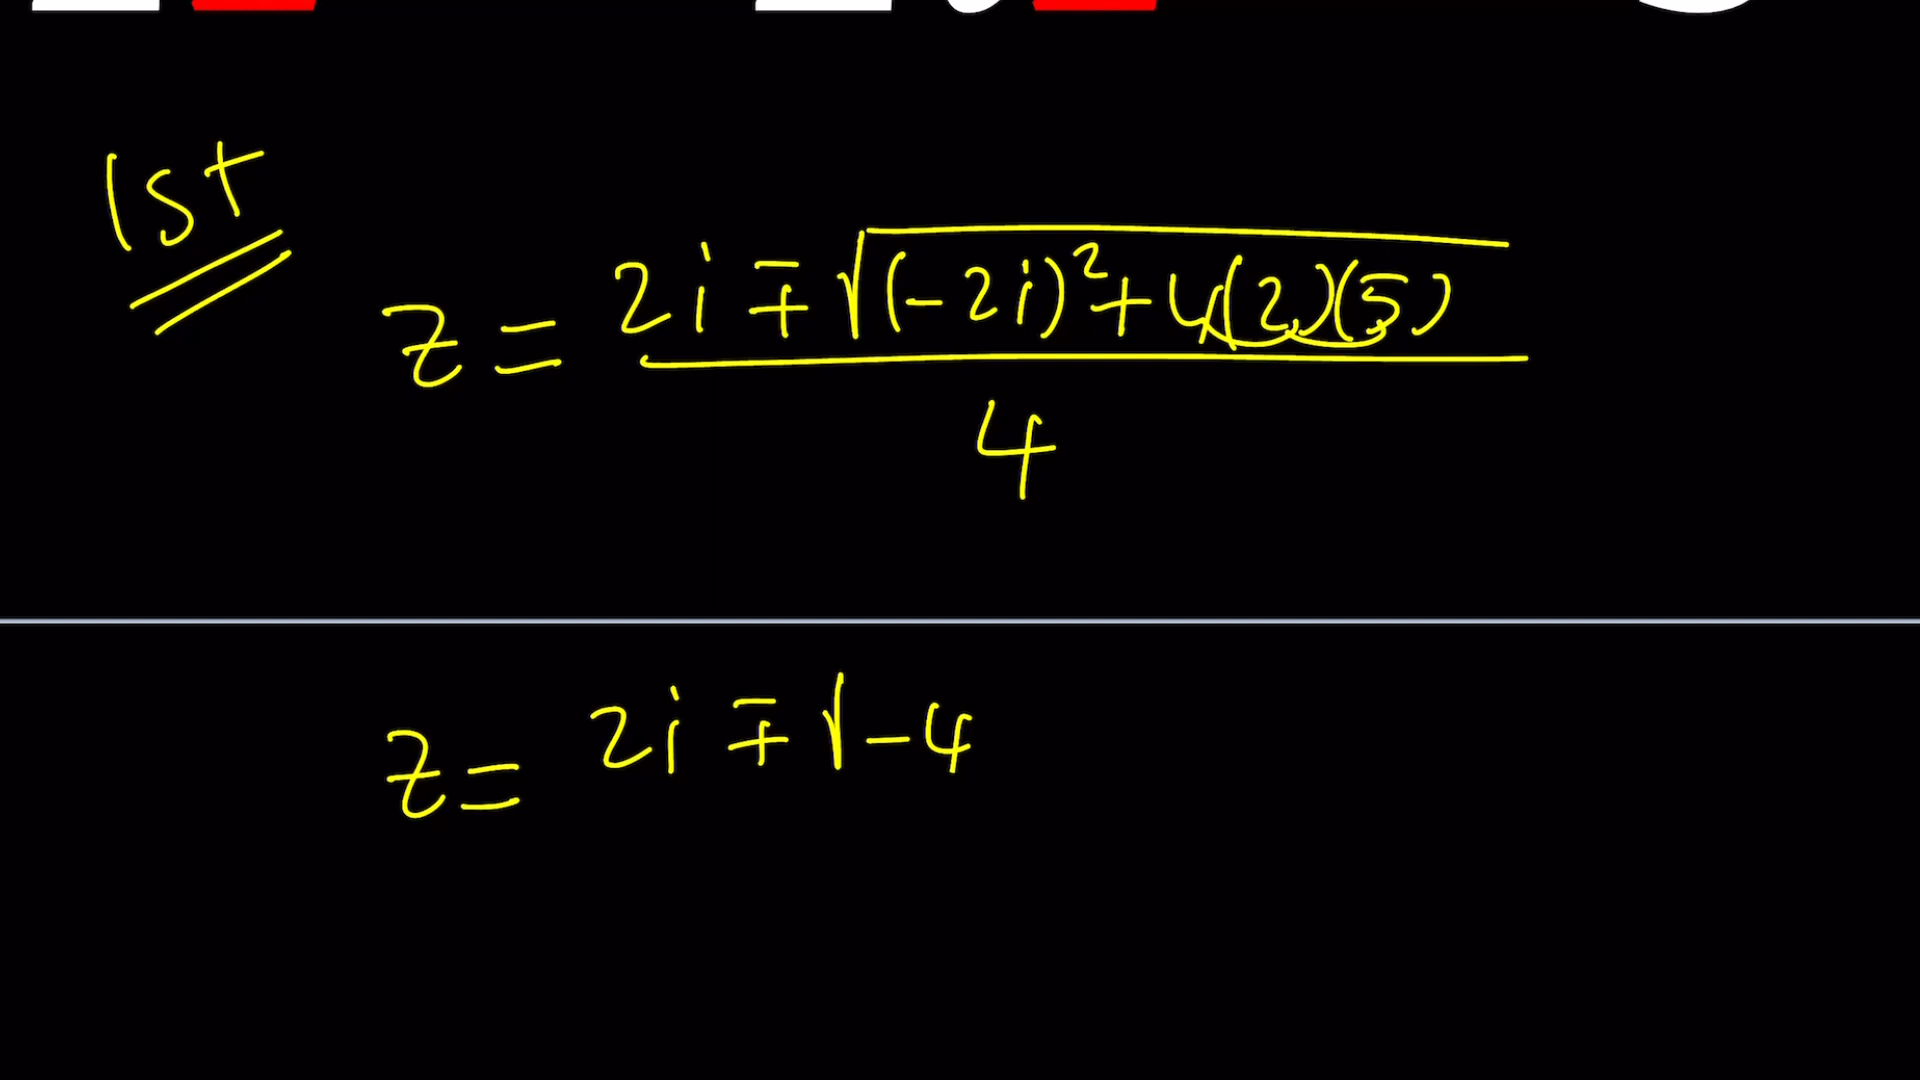 1st
z = 2i ∓ √(-2i)² + 4(2)(5)
4
z = 2i ∓ √-4